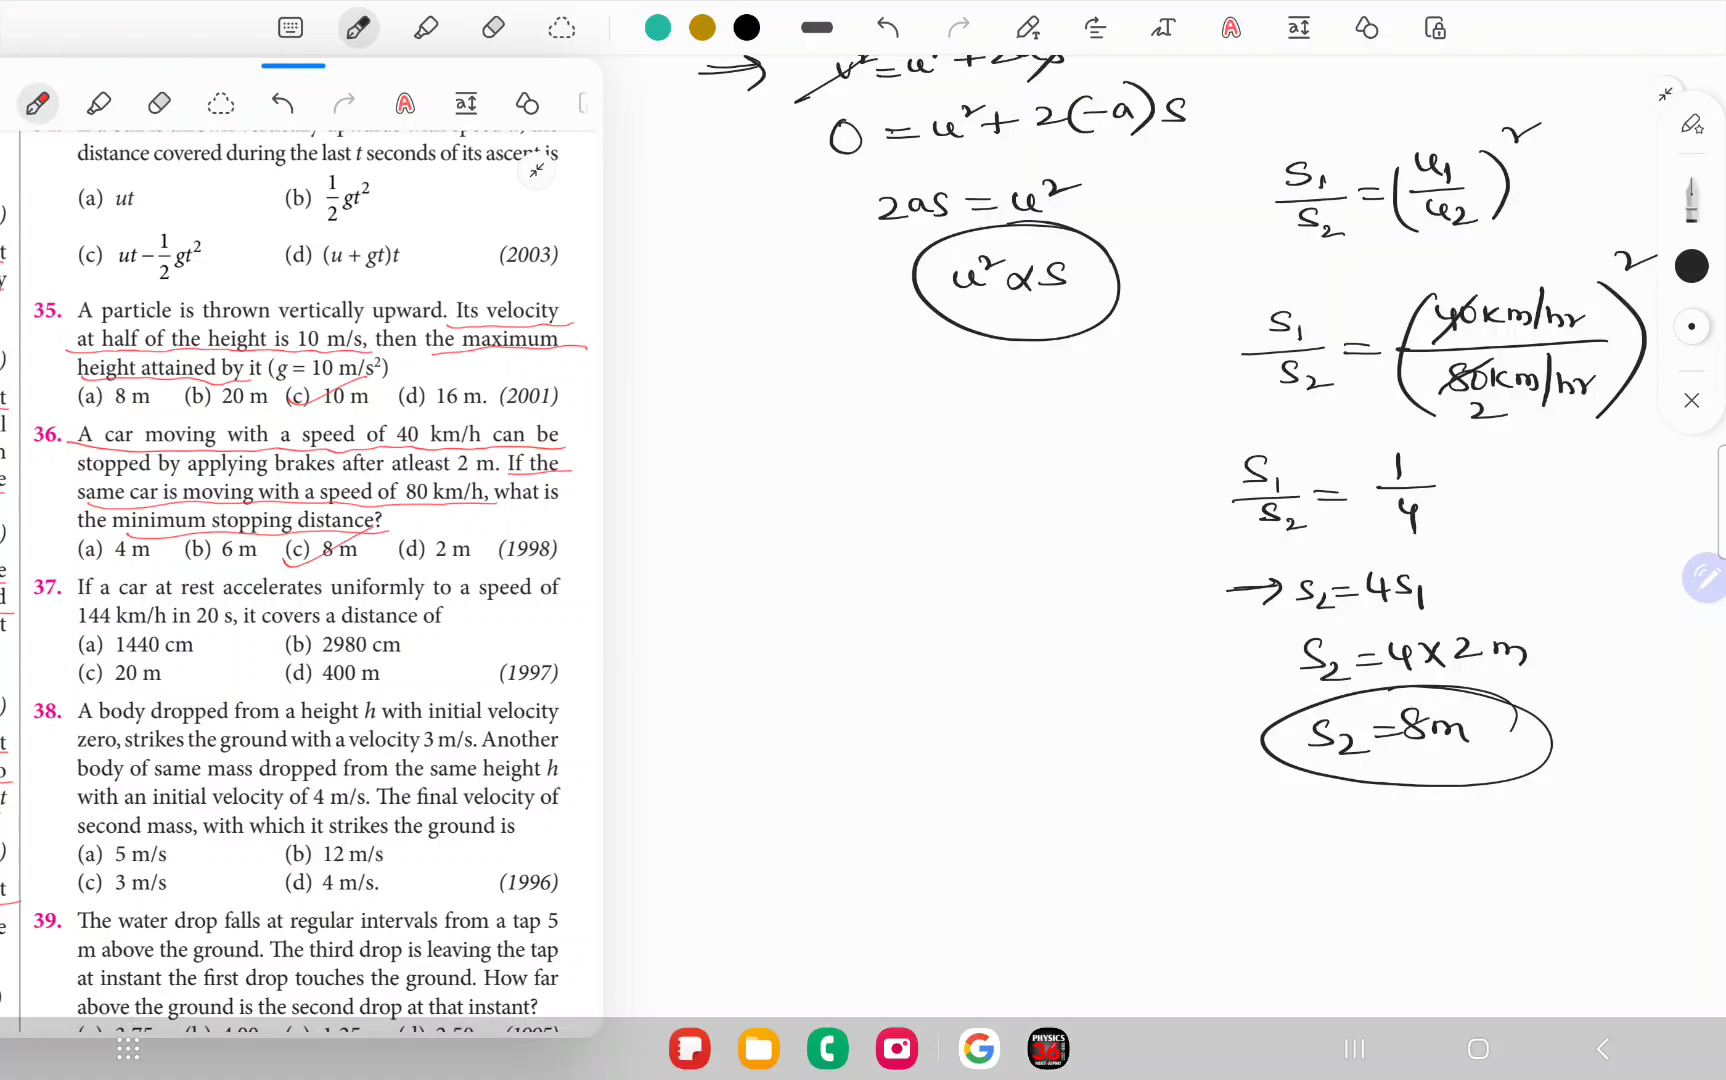 distance covered during the last t seconds of its ascent is
(a) ut (b) 1/2 gt²
(c) ut − 1/2 gt² (d) (u + gt)t (2003)
35. A particle is thrown vertically upward. Its velocity
at half of the height is 10 m/s, then the maximum
height attained by it (g = 10 m/s²)
(a) 8 m (b) 20 m (c) 10 m (d) 16 m. (2001)
36. A car moving with a speed of 40 km/h can be
stopped by applying brakes after atleast 2 m. If the
same car is moving with a speed of 80 km/h, what is
the minimum stopping distance?
(a) 4 m (b) 6 m (c) 8 m (d) 2 m (1998)
37. If a car at rest accelerates uniformly to a speed of
144 km/h in 20 s, it covers a distance of
(a) 1440 cm (b) 2980 cm
(c) 20 m (d) 400 m (1997)
38. A body dropped from a height h with initial velocity
zero, strikes the ground with a velocity 3 m/s. Another
body of same mass dropped from the same height h
with an initial velocity of 4 m/s. The final velocity of
second mass, with which it strikes the ground is
(a) 5 m/s (b) 12 m/s
(c) 3 m/s (d) 4 m/s. (1996)
39. The water drop falls at regular intervals from a tap 5
m above the ground. The third drop is leaving the tap
at instant the first drop touches the ground. How far
above the ground is the second drop at that instant?
0 = u² + 2(-a)S
2as = u²
u² ∝ S
S₁/S₂ = (u₁/u₂)²
S₁/S₂ = (40km/hr / 80km/hr)²
2
S₁/S₂ = 1/4
→ S₂ = 4S₁
S₂ = 4 × 2 m
S₂ = 8m
PHYSICS
36